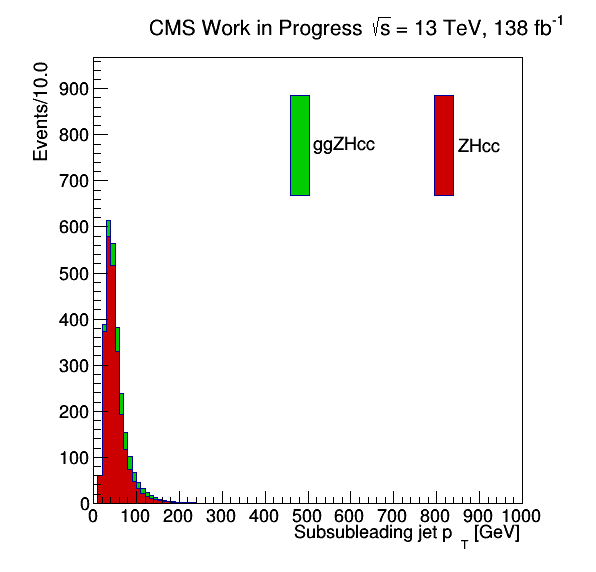 CMS Work in Progress √s = 13 TeV, 138 fb⁻¹
Events/10.0
900
800
700
600
500
400
300
200
100
0
ggZHcc
ZHcc
0 100 200 300 400 500 600 700 800 900 1000
Subsubleading jet p_T [GeV]